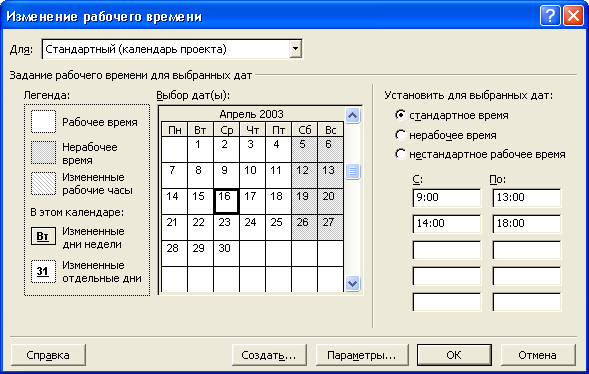 Изменение рабочего времени
Для: Стандартный (календарь проекта)
Задание рабочего времени для выбранных дат
Легенда:
Рабочее время
Нерабочее
время
Измененные
рабочие часы
В этом календаре:
Вт Измененные
дни недели
31 Измененные
отдельные дни
Выбор дат(ы):
Апрель 2003
Пн Вт Ср Чт Пт Сб Вс
1 2 3 4 5 6
7 8 9 10 11 12 13
14 15 16 17 18 19 20
21 22 23 24 25 26 27
28 29 30
Установить для выбранных дат:
стандартное время
нерабочее время
нестандартное рабочее время
С: По:
9:00 13:00
14:00 18:00
Справка Создать... Параметры... ОК Отмена